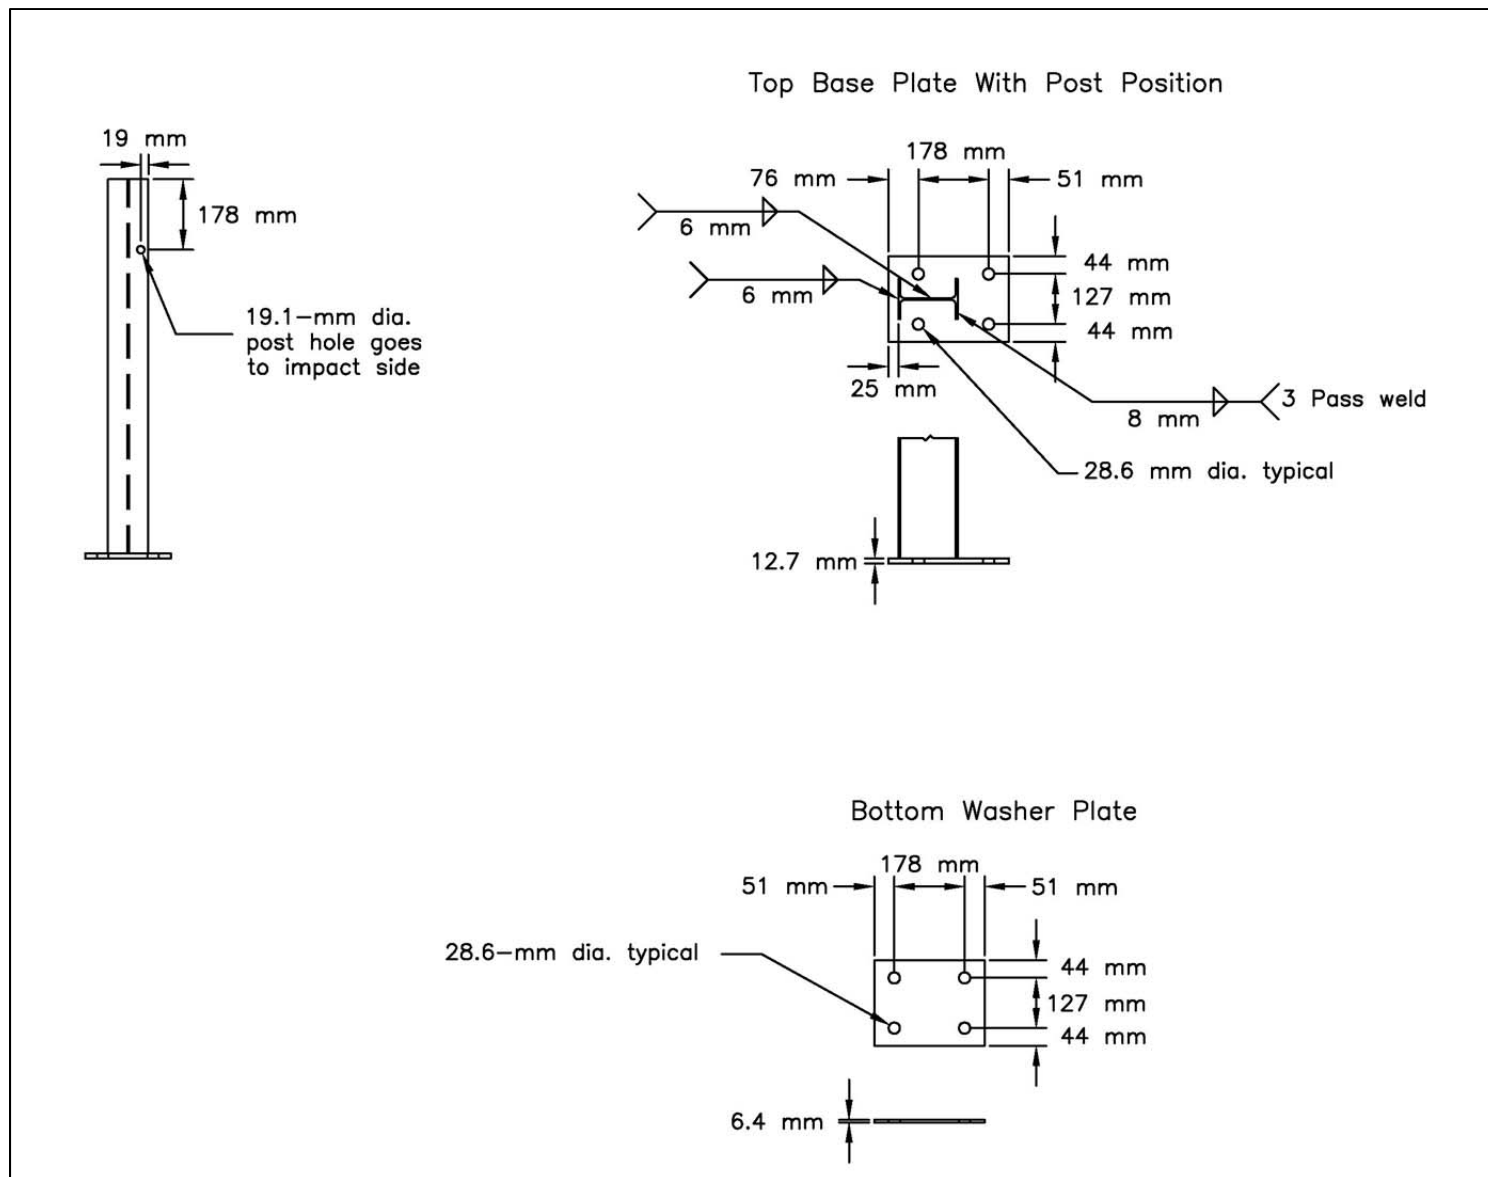 Top Base Plate With Post Position
19 mm
178 mm
19.1-mm dia.
post hole goes
to impact side
178 mm
76 mm
51 mm
6 mm
6 mm
44 mm
127 mm
44 mm
25 mm
8 mm
3 Pass weld
28.6 mm dia. typical
12.7 mm
Bottom Washer Plate
178 mm
51 mm
51 mm
28.6-mm dia. typical
44 mm
127 mm
44 mm
6.4 mm